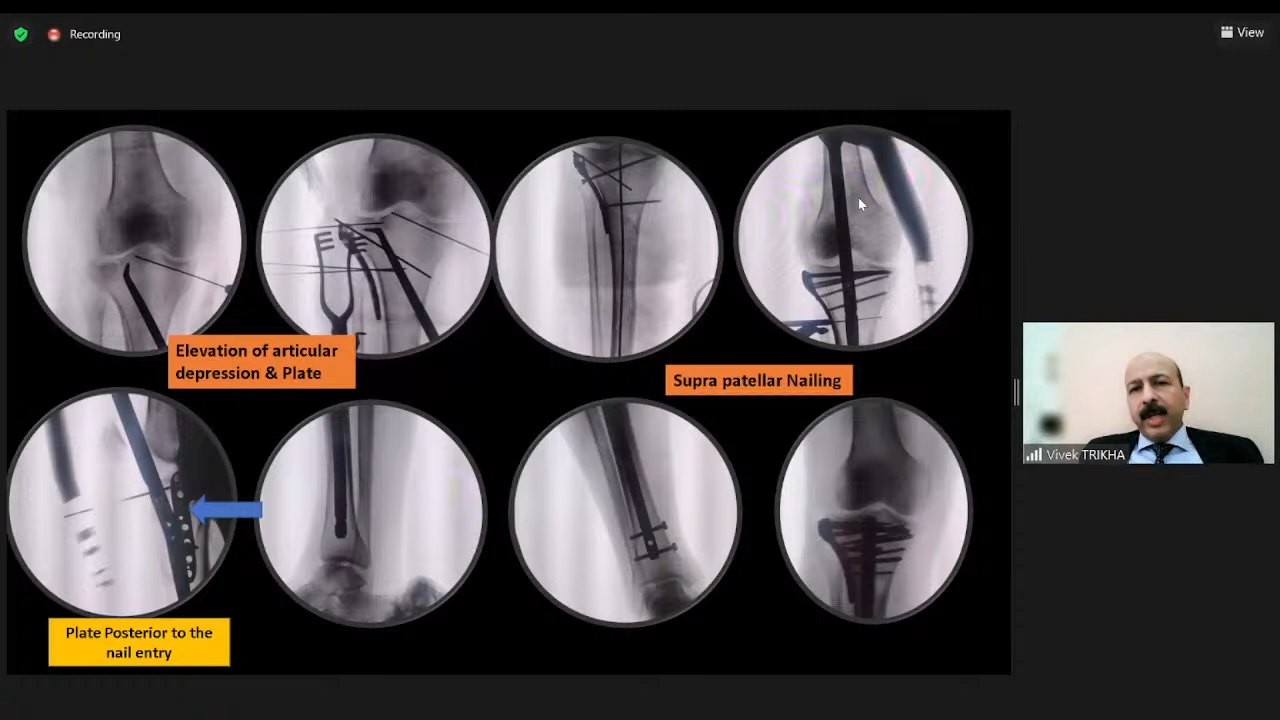 Recording
View
Elevation of articular
depression & Plate
Supra patellar Nailing
Vivek TRIKHA
Plate Posterior to the
nail entry